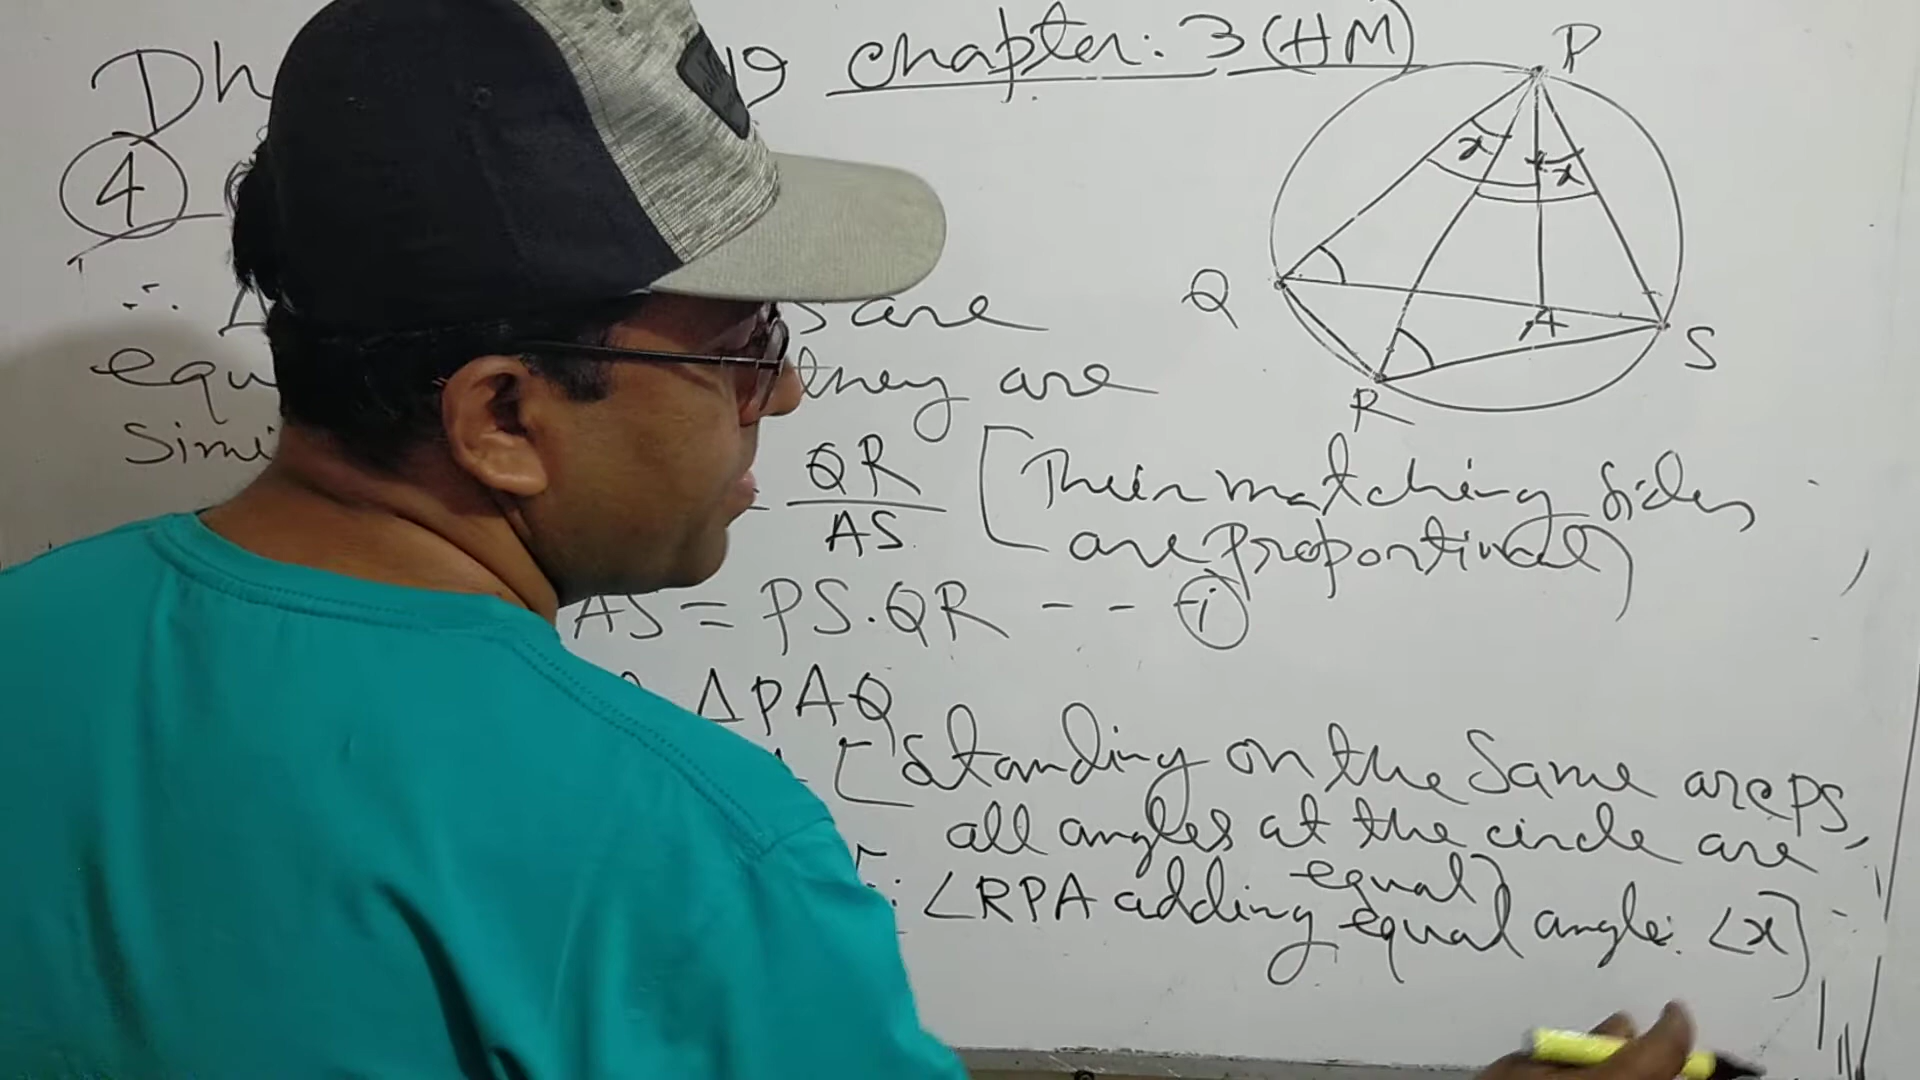 Dh 19 chapter: 3 (HM)
4
∴ Δ S are
equ they are
Simi
QR / AS [Their matching sides
are proportional]
AS = PS.QR -- (i)
ΔPAQ
[Standing on the Same arc PS,
all angles at the circle are
equal]
∠RPA adding equal angle: ∠x]
P
x
x
Q
A
S
R